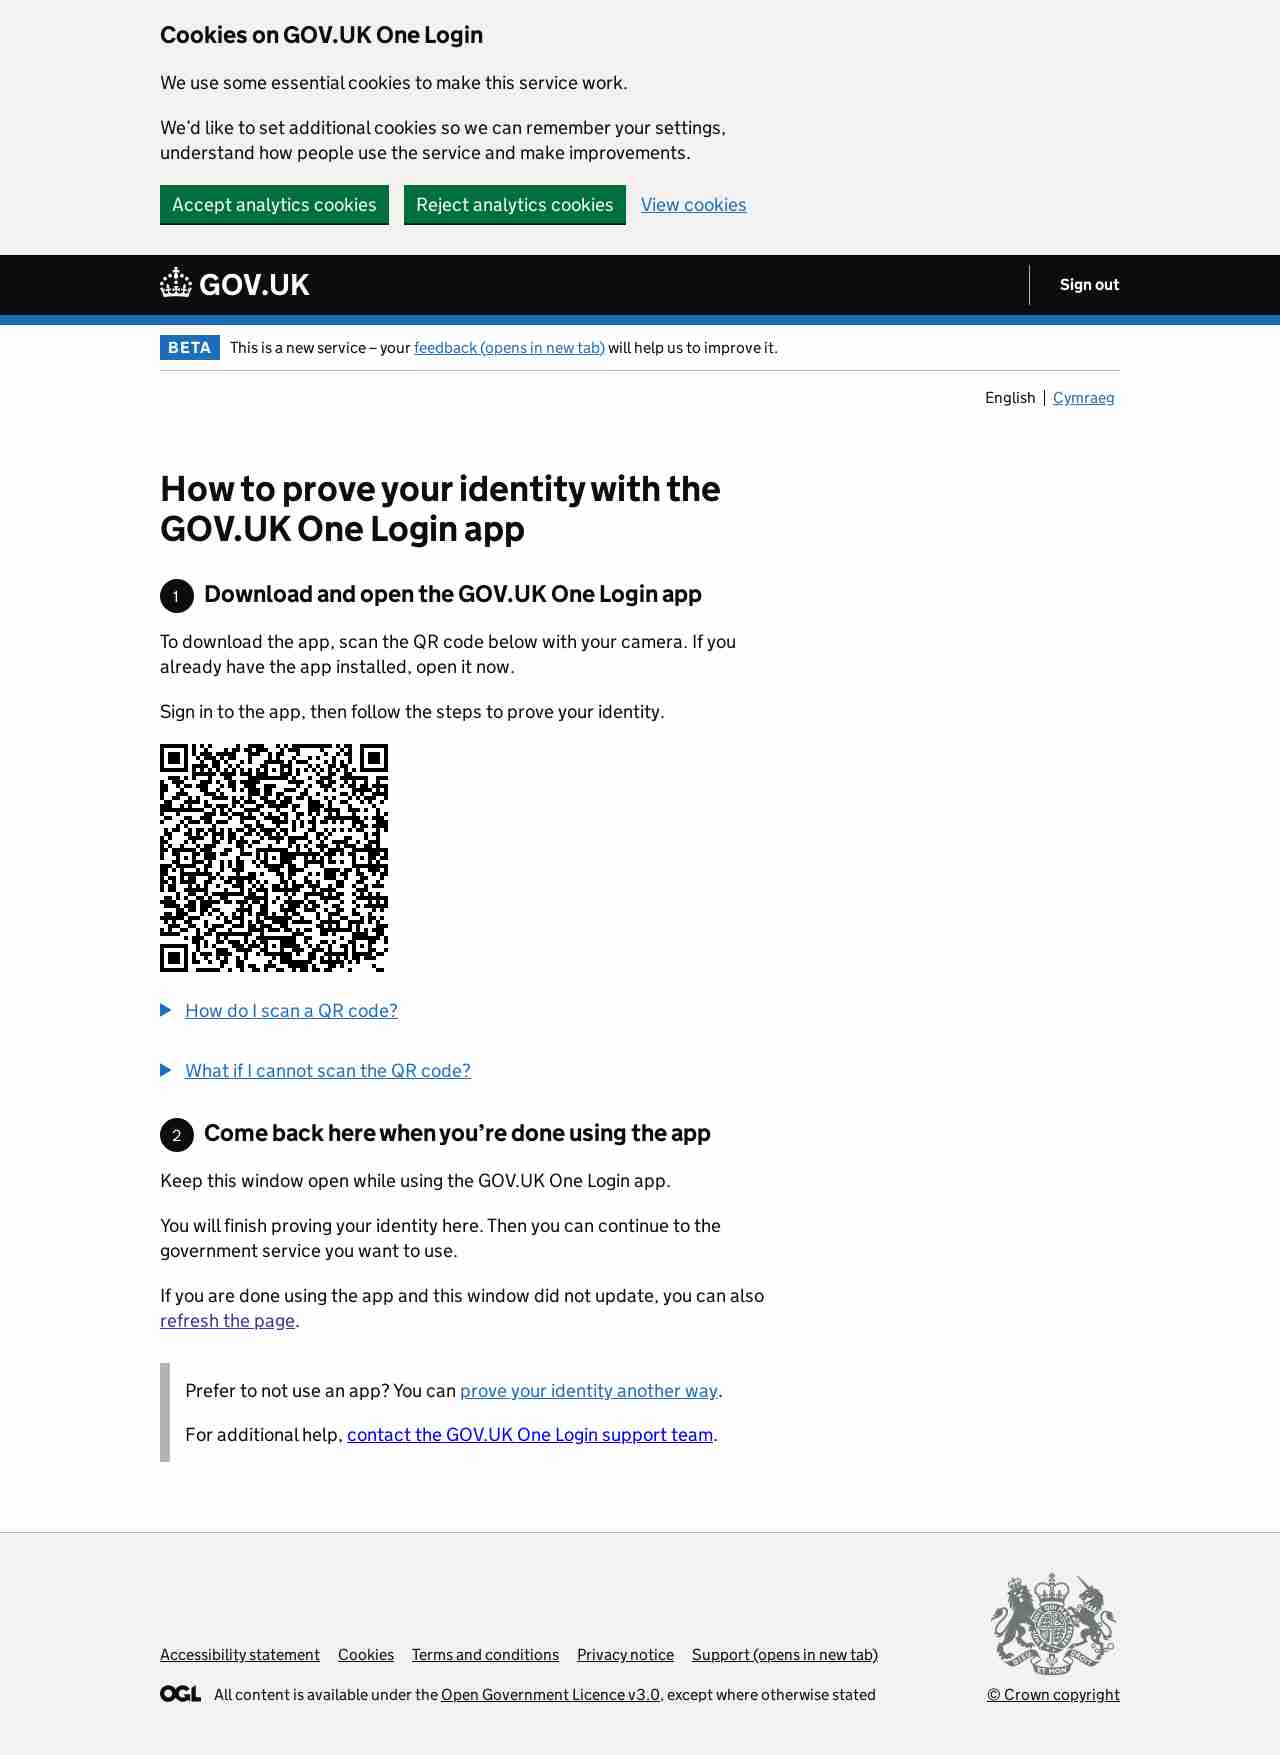 Cookies on GOV.UK One Login
We use some essential cookies to make this service work.
We’d like to set additional cookies so we can remember your settings,
understand how people use the service and make improvements.
Accept analytics cookies
Reject analytics cookies
View cookies
GOV.UK
Sign out
BETA
This is a new service – your feedback (opens in new tab) will help us to improve it.
English
Cymraeg
How to prove your identity with the
GOV.UK One Login app
1 Download and open the GOV.UK One Login app
To download the app, scan the QR code below with your camera. If you
already have the app installed, open it now.
Sign in to the app, then follow the steps to prove your identity.
How do I scan a QR code?
What if I cannot scan the QR code?
2 Come back here when you’re done using the app
Keep this window open while using the GOV.UK One Login app.
You will finish proving your identity here. Then you can continue to the
government service you want to use.
If you are done using the app and this window did not update, you can also
refresh the page.
Prefer to not use an app? You can prove your identity another way.
For additional help, contact the GOV.UK One Login support team.
Accessibility statement
Cookies
Terms and conditions
Privacy notice
Support (opens in new tab)
OGL
All content is available under the Open Government Licence v3.0, except where otherwise stated
© Crown copyright